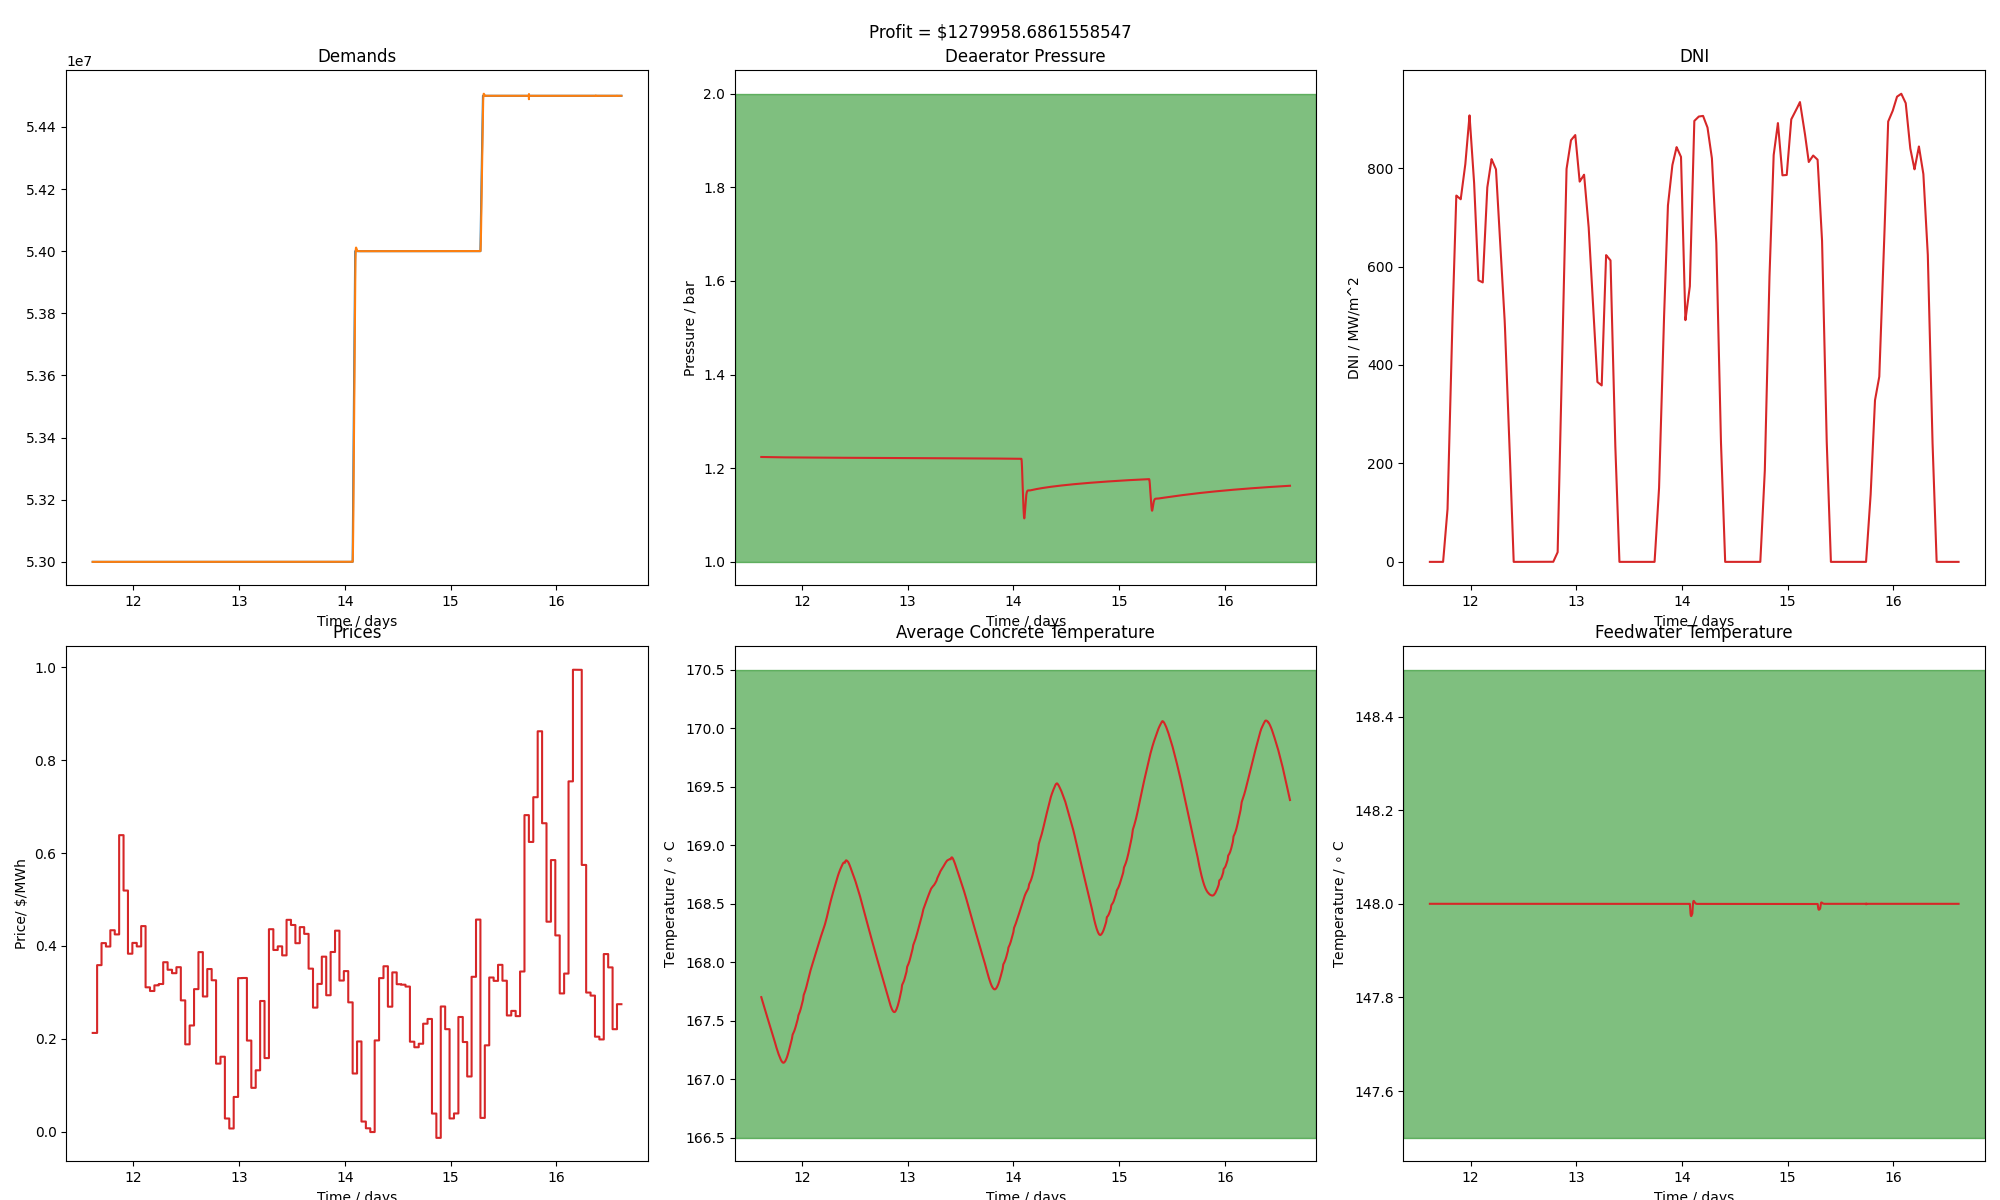 Profit = $1279958.6861558547
Demands
1e7
5.44
5.42
5.40
5.38
5.36
5.34
5.32
5.30
12 13 14 15 16
Time / days
Deaerator Pressure
Pressure / bar
2.0
1.8
1.6
1.4
1.2
1.0
12 13 14 15 16
Time / days
DNI
DNI / MW/m^2
800
600
400
200
0
12 13 14 15 16
Time / days
Prices
Price/ $/MWh
1.0
0.8
0.6
0.4
0.2
0.0
12 13 14 15 16
Time / days
Average Concrete Temperature
Temperature / ∘ C
170.5
170.0
169.5
169.0
168.5
168.0
167.5
167.0
166.5
12 13 14 15 16
Time / days
Feedwater Temperature
Temperature / ∘ C
148.4
148.2
148.0
147.8
147.6
12 13 14 15 16
Time / days